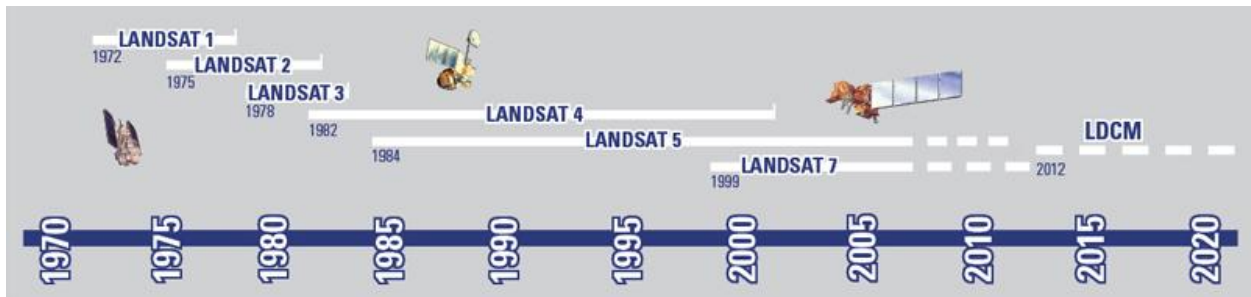 LANDSAT 1
1972
LANDSAT 2
1975
LANDSAT 3
1978
LANDSAT 4
1982
LANDSAT 5
1984
LANDSAT 7
1999
LDCM
2012
1970 1975 1980 1985 1990 1995 2000 2005 2010 2015 2020